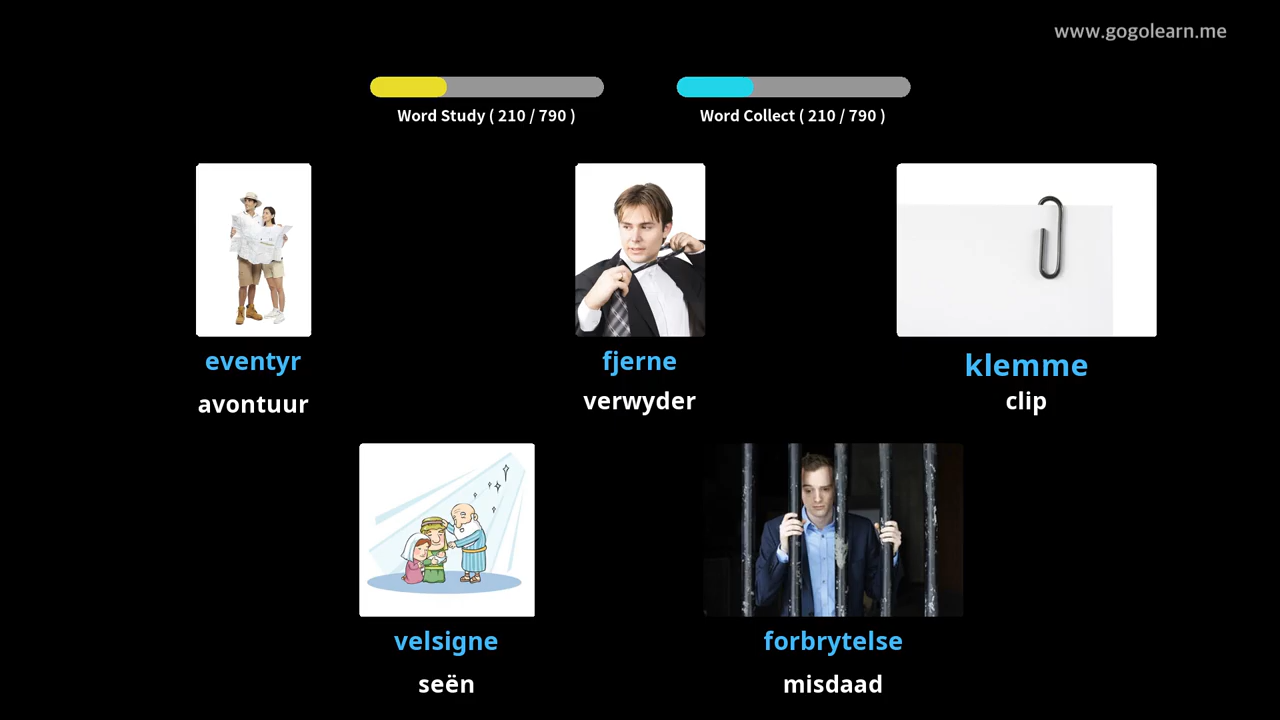 www.gogolearn.me
Word Study ( 210 / 790 )
Word Collect ( 210 / 790 )
eventyr
avontuur
fjerne
verwyder
klemme
clip
velsigne
seën
forbrytelse
misdaad